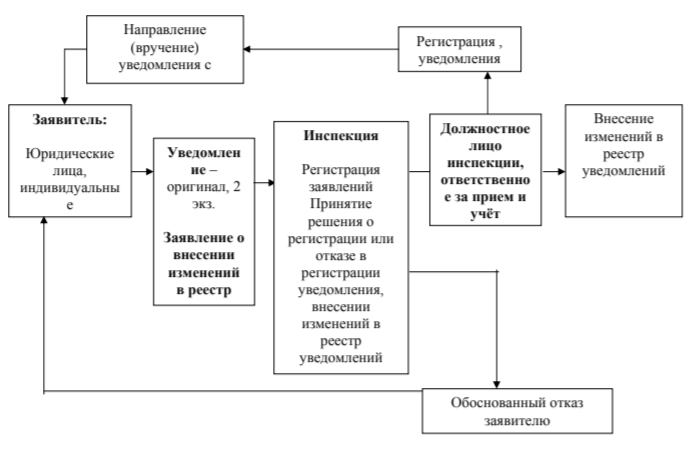 Направление
(вручение)
уведомления с
Регистрация ,
уведомления
Заявитель:
Юридические
лица,
индивидуальны
е
Уведомлен
ие –
оригинал, 2
экз.
Заявление о
внесении
изменений
в реестр
Инспекция
Регистрация
заявлений
Принятие
решения о
регистрации или
отказе в
регистрации
уведомления,
внесении
изменений в
реестр
уведомлений
Должностное
лицо
инспекции,
ответственно
е за прием и
учёт
Внесение
изменений в
реестр
уведомлений
Обоснованный отказ
заявителю